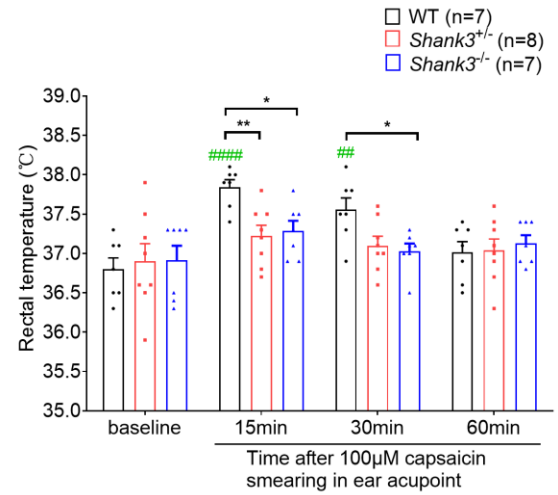 WT (n=7)
Shank3+/- (n=8)
Shank3-/- (n=7)
39.0
38.5
38.0
37.5
37.0
36.5
36.0
35.5
35.0
Rectal temperature (℃)
*
**
*
####
##
baseline
15min
30min
60min
Time after 100μM capsaicin
smearing in ear acupoint